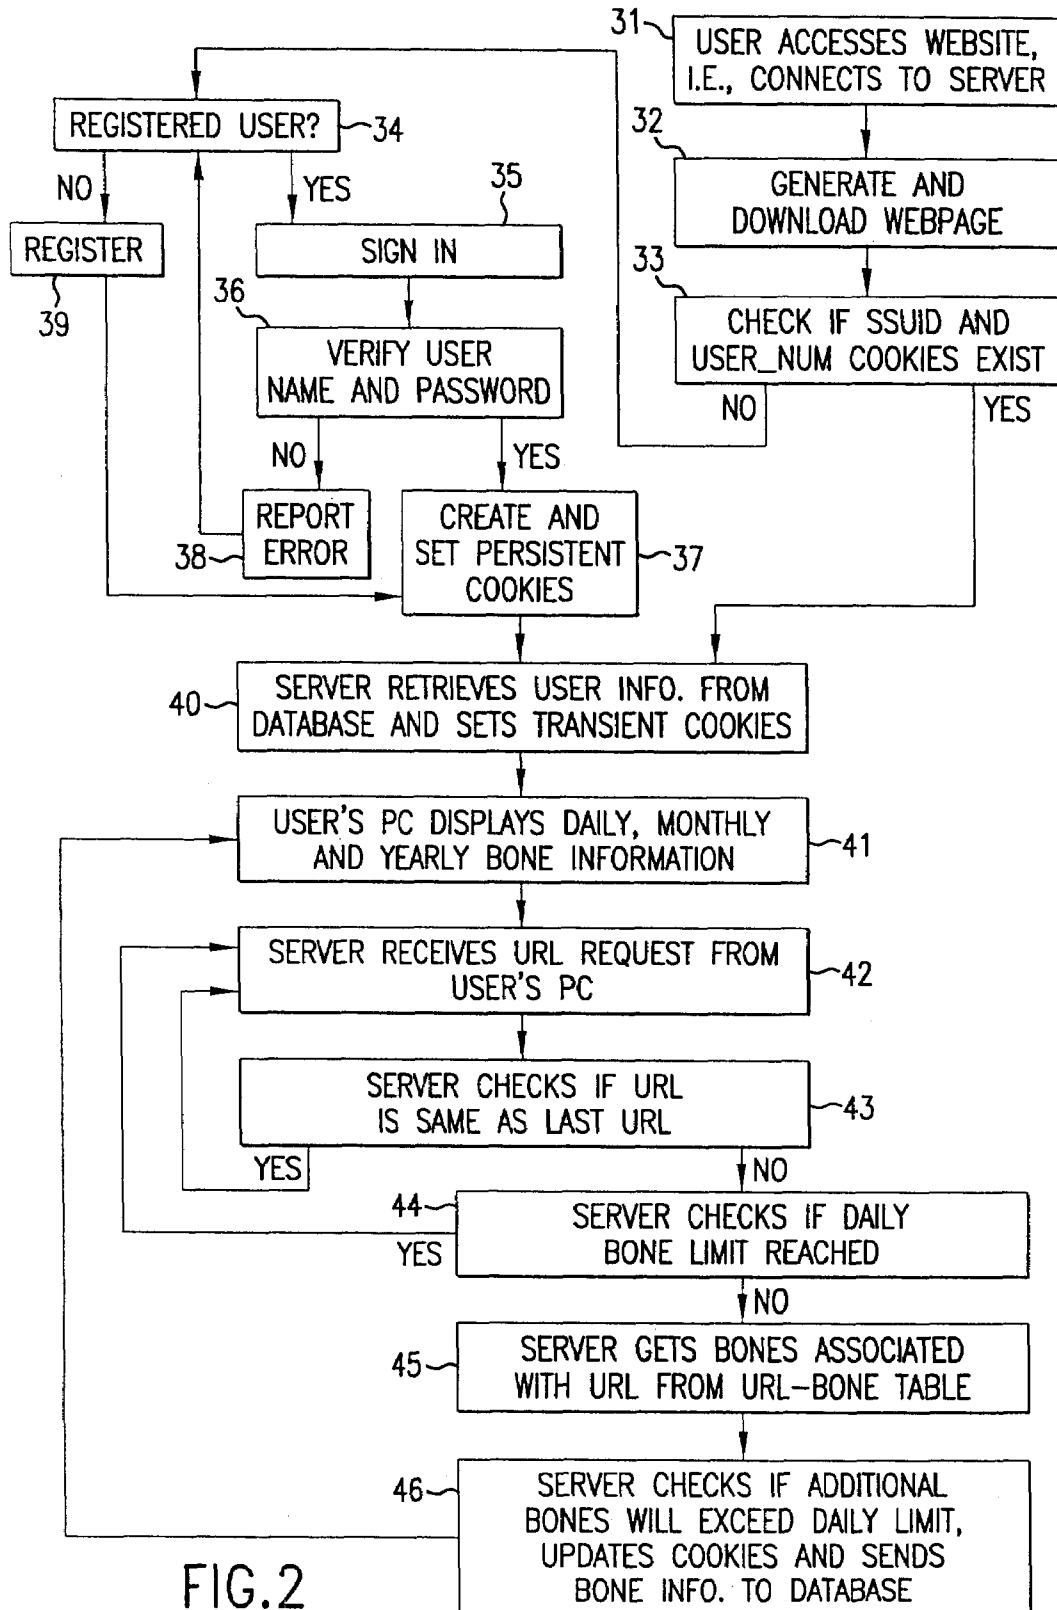 31
USER ACCESSES WEBSITE,
I.E., CONNECTS TO SERVER
32
GENERATE AND
DOWNLOAD WEBPAGE
33
CHECK IF SSUID AND
USER_NUM COOKIES EXIST
NO
YES
REGISTERED USER?
34
NO
YES
REGISTER
39
35
SIGN IN
36
VERIFY USER
NAME AND PASSWORD
NO
YES
REPORT
ERROR
38
CREATE AND
SET PERSISTENT
COOKIES
37
SERVER RETRIEVES USER INFO. FROM
DATABASE AND SETS TRANSIENT COOKIES
40
USER'S PC DISPLAYS DAILY, MONTHLY
AND YEARLY BONE INFORMATION
41
SERVER RECEIVES URL REQUEST FROM
USER'S PC
42
SERVER CHECKS IF URL
IS SAME AS LAST URL
43
YES
NO
44
SERVER CHECKS IF DAILY
BONE LIMIT REACHED
YES
NO
45
SERVER GETS BONES ASSOCIATED
WITH URL FROM URL-BONE TABLE
46
SERVER CHECKS IF ADDITIONAL
BONES WILL EXCEED DAILY LIMIT,
UPDATES COOKIES AND SENDS
BONE INFO. TO DATABASE
FIG.2